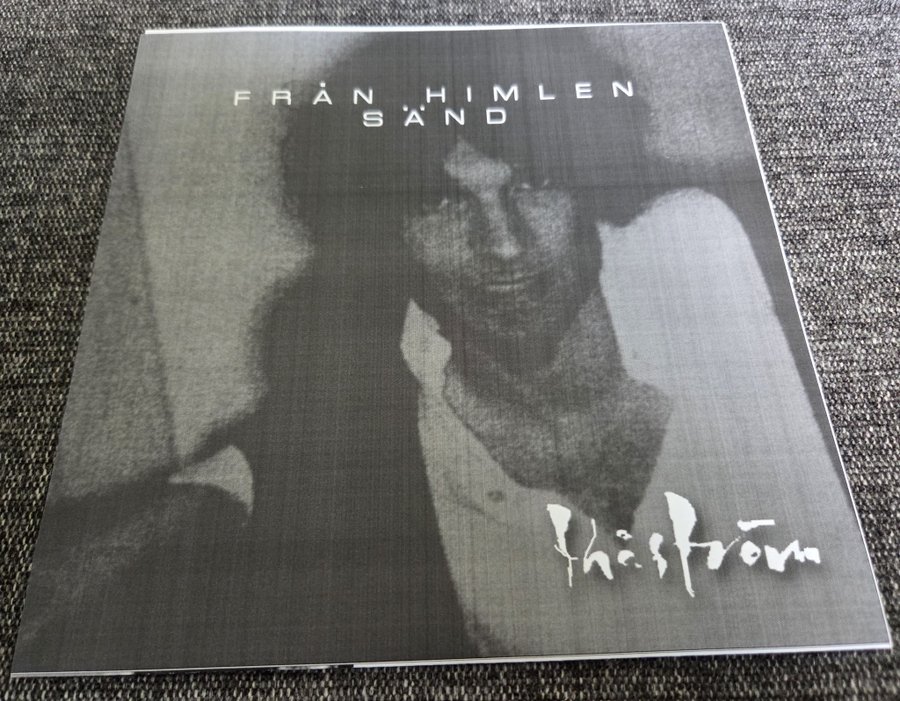 FRÅN HIMLEN
SÄND
thåström